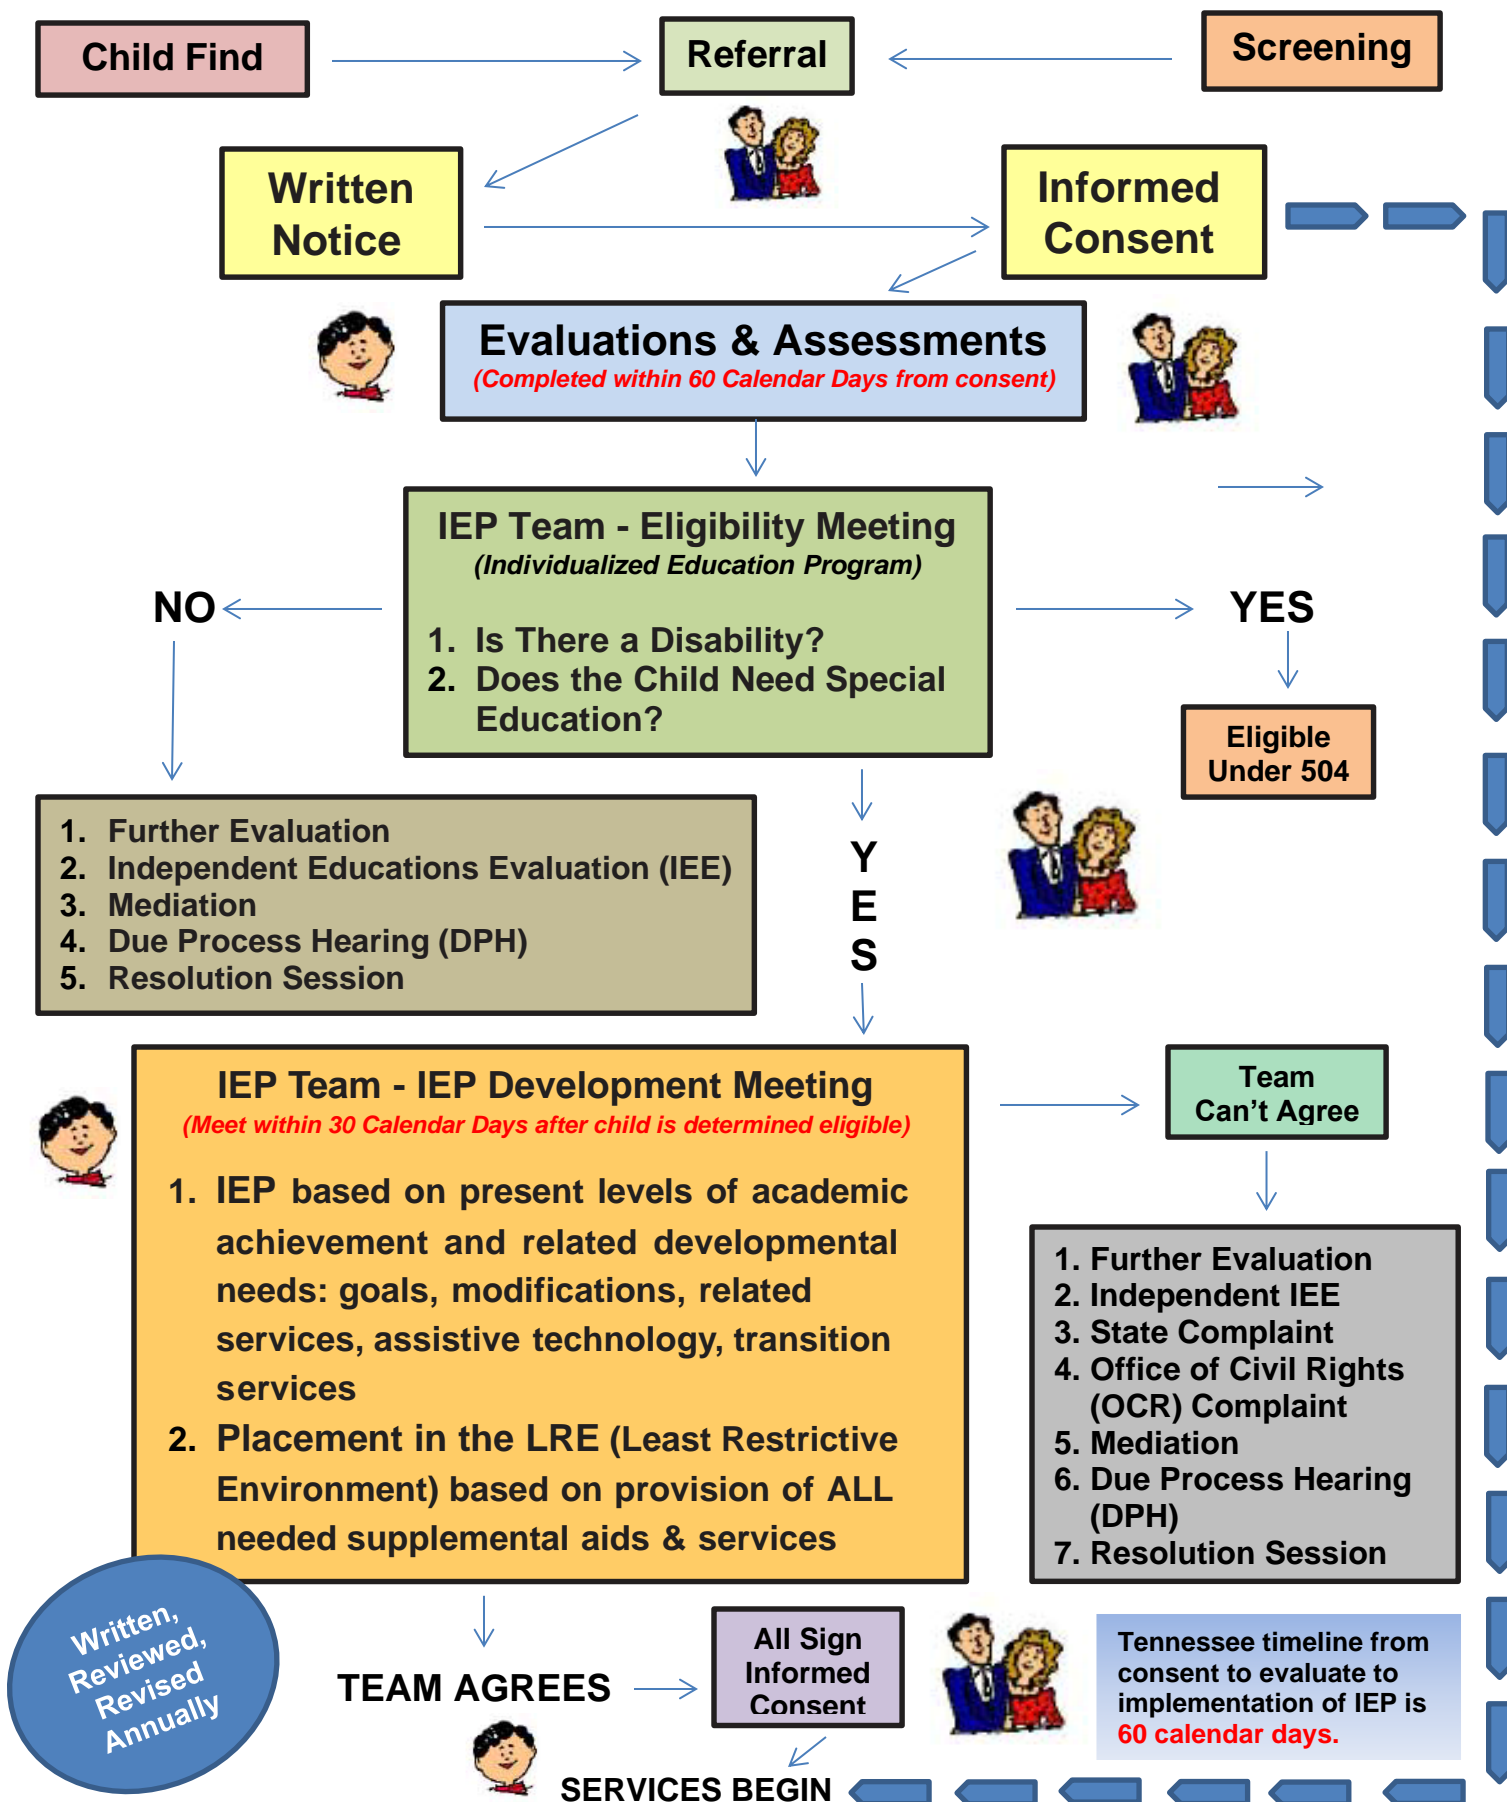 Child Find
Referral
Screening
Written
Notice
Informed
Consent
Evaluations & Assessments
(Completed within 60 Calendar Days from consent)
IEP Team - Eligibility Meeting
(Individualized Education Program)
1. Is There a Disability?
2. Does the Child Need Special
Education?
NO
YES
Eligible
Under 504
1. Further Evaluation
2. Independent Educations Evaluation (IEE)
3. Mediation
4. Due Process Hearing (DPH)
5. Resolution Session
Y
E
S
IEP Team - IEP Development Meeting
(Meet within 30 Calendar Days after child is determined eligible)
1. IEP based on present levels of academic
achievement and related developmental
needs: goals, modifications, related
services, assistive technology, transition
services
2. Placement in the LRE (Least Restrictive
Environment) based on provision of ALL
needed supplemental aids & services
Team
Can't Agree
1. Further Evaluation
2. Independent IEE
3. State Complaint
4. Office of Civil Rights
(OCR) Complaint
5. Mediation
6. Due Process Hearing
(DPH)
7. Resolution Session
Written,
Reviewed,
Revised
Annually
TEAM AGREES
All Sign
Informed
Consent
Tennessee timeline from
consent to evaluate to
implementation of IEP is
60 calendar days.
SERVICES BEGIN